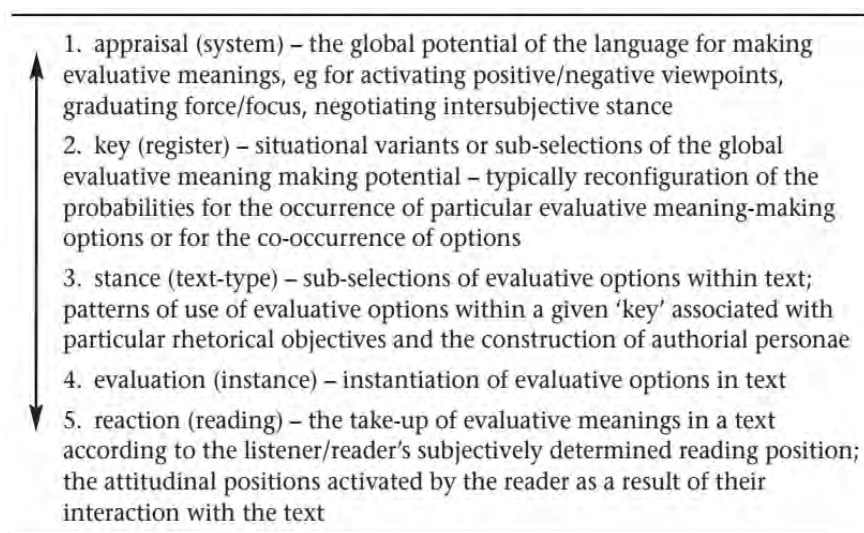 1. appraisal (system) – the global potential of the language for making
evaluative meanings, eg for activating positive/negative viewpoints,
graduating force/focus, negotiating intersubjective stance
2. key (register) – situational variants or sub-selections of the global
evaluative meaning making potential – typically reconfiguration of the
probabilities for the occurrence of particular evaluative meaning-making
options or for the co-occurrence of options
3. stance (text-type) – sub-selections of evaluative options within text;
patterns of use of evaluative options within a given ‘key’ associated with
particular rhetorical objectives and the construction of authorial personae
4. evaluation (instance) – instantiation of evaluative options in text
5. reaction (reading) – the take-up of evaluative meanings in a text
according to the listener/reader’s subjectively determined reading position;
the attitudinal positions activated by the reader as a result of their
interaction with the text